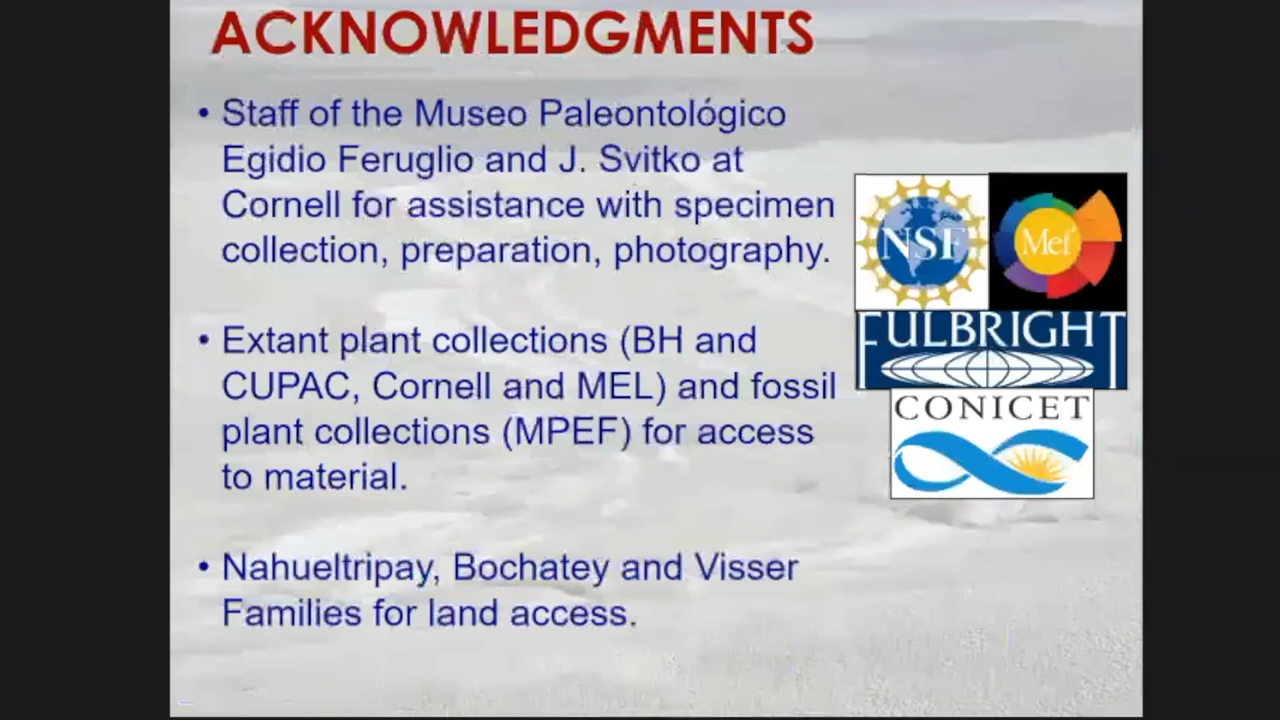 ACKNOWLEDGMENTS
• Staff of the Museo Paleontológico
Egidio Feruglio and J. Svitko at
Cornell for assistance with specimen
collection, preparation, photography.
• Extant plant collections (BH and
CUPAC, Cornell and MEL) and fossil
plant collections (MPEF) for access
to material.
• Nahueltripay, Bochatey and Visser
Families for land access.
NSF
Mef
FULBRIGHT
CONICET